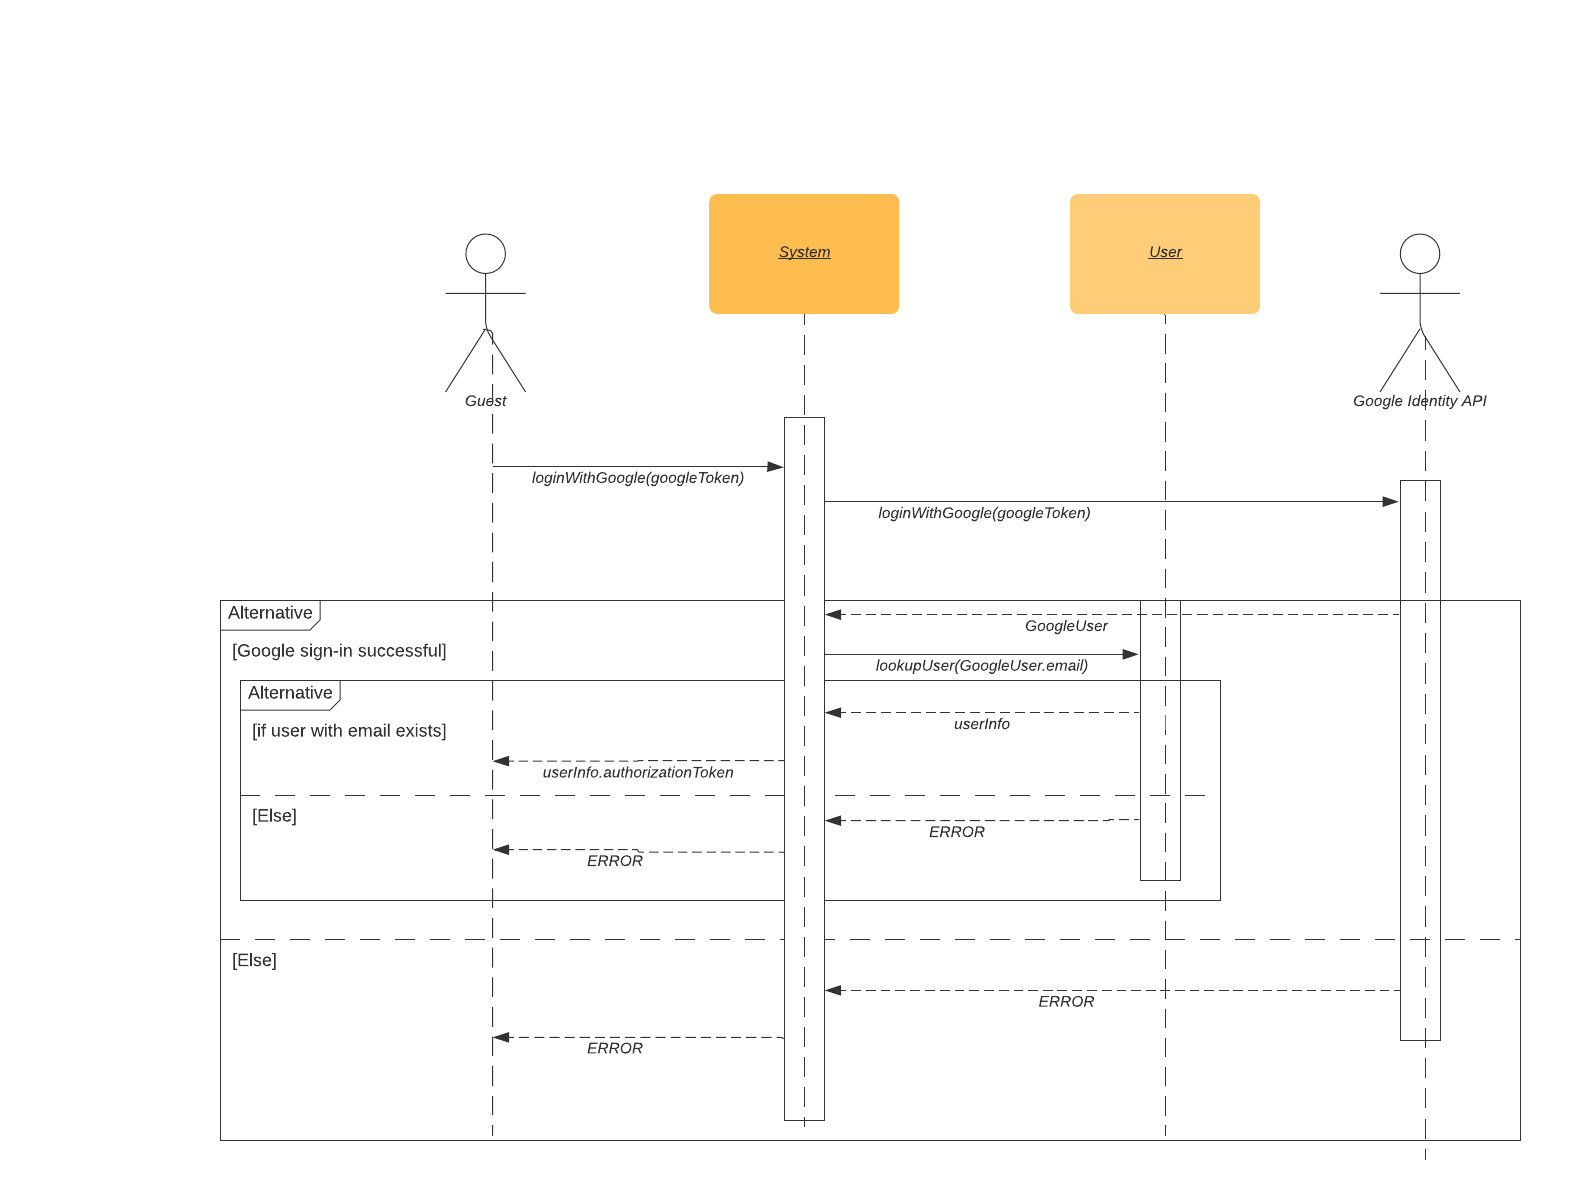 System
User
Guest
Google Identity API
loginWithGoogle(googleToken)
loginWithGoogle(googleToken)
Alternative
GoogleUser
[Google sign-in successful]
lookupUser(GoogleUser.email)
Alternative
userInfo
[if user with email exists]
userInfo.authorizationToken
[Else]
ERROR
ERROR
[Else]
ERROR
ERROR